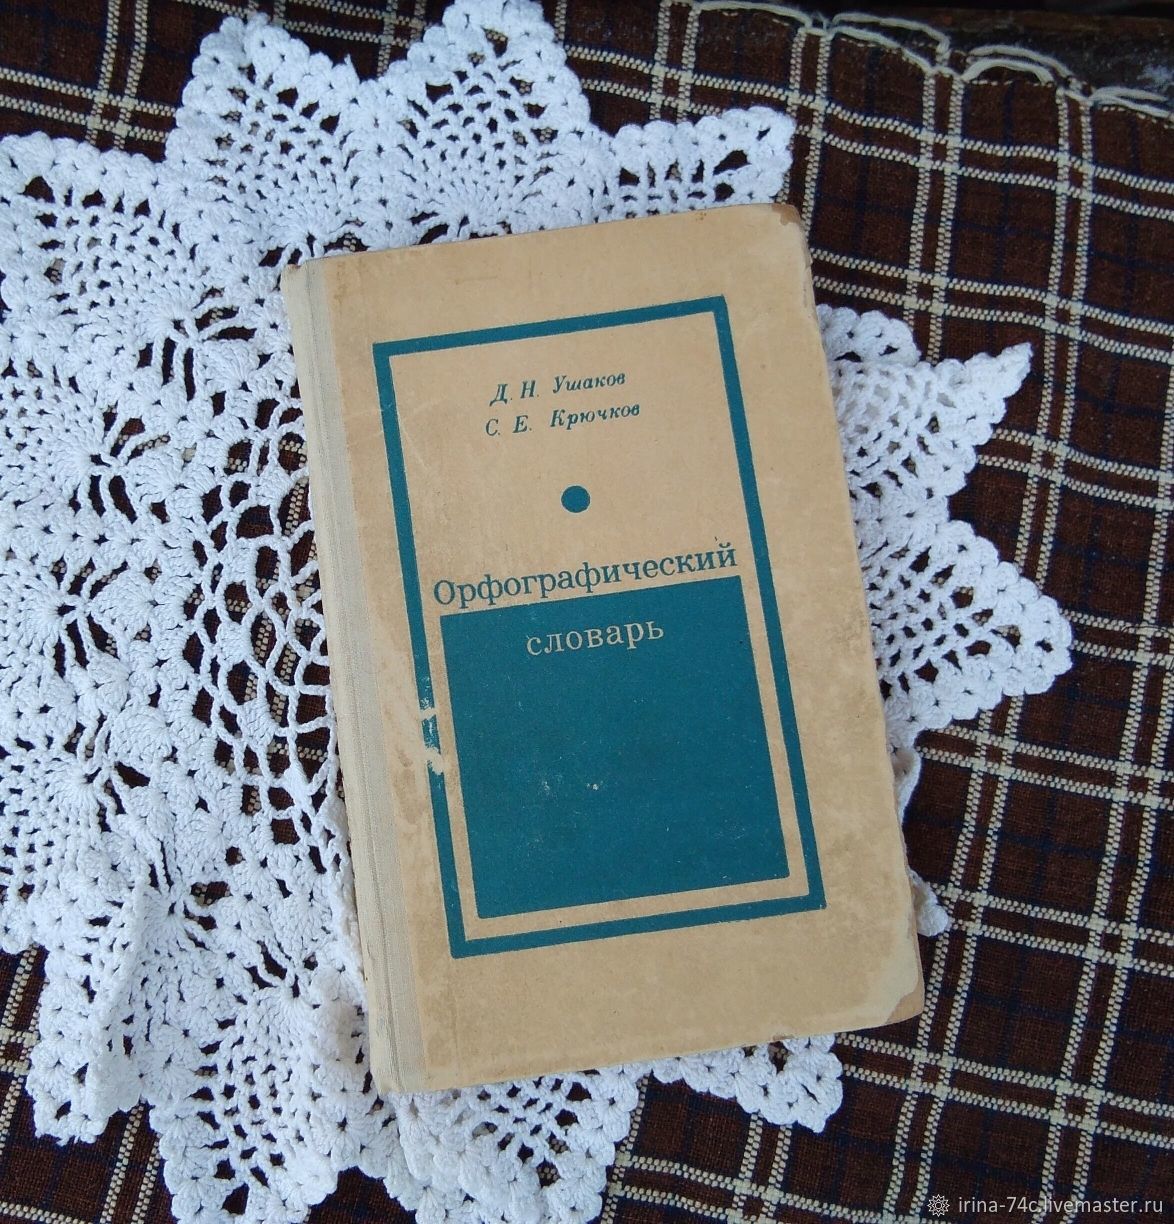 Д. Н. Ушаков
С. Е. Крючков
Орфографический
словарь
irina-74c.livemaster.ru